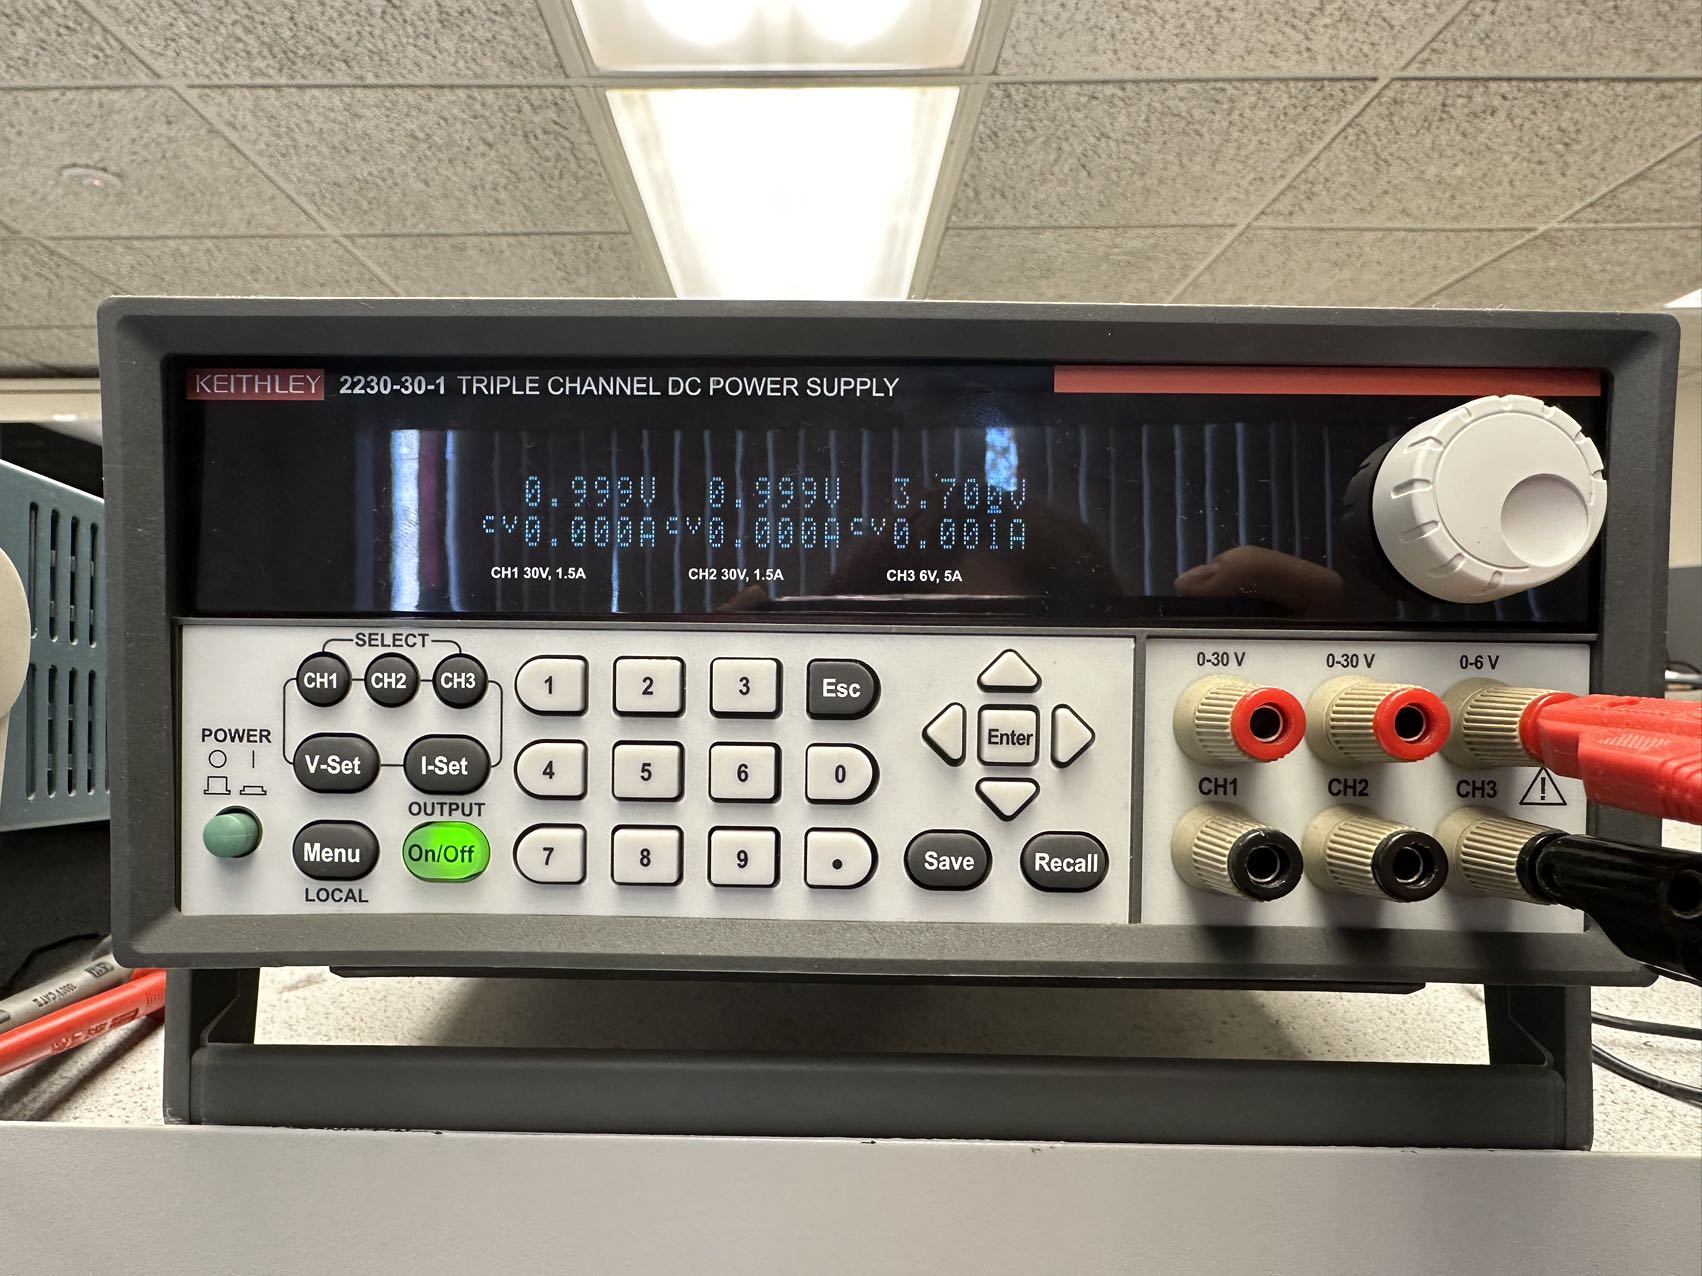 KEITHLEY 2230-30-1 TRIPLE CHANNEL DC POWER SUPPLY
0.999V 0.999V 3.700V
CV0.000A CV0.000A CV0.001A
CH1 30V, 1.5A CH2 30V, 1.5A CH3 6V, 5A
SELECT
CH1 CH2 CH3
1 2 3 Esc
POWER
V-Set I-Set
4 5 6 0
Enter
OUTPUT
Menu On/Off
7 8 9 .
Save Recall
LOCAL
0-30 V 0-30 V 0-6 V
CH1 CH2 CH3